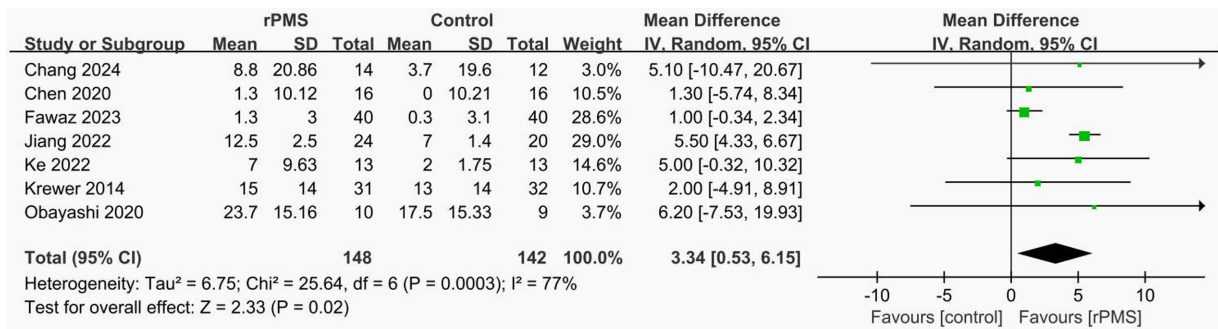 rPMS Control Mean Difference Mean Difference
Study or Subgroup Mean SD Total Mean SD Total Weight IV, Random, 95% CI IV, Random, 95% CI
Chang 2024 8.8 20.86 14 3.7 19.6 12 3.0% 5.10 [-10.47, 20.67]
Chen 2020 1.3 10.12 16 0 10.21 16 10.5% 1.30 [-5.74, 8.34]
Fawaz 2023 1.3 3 40 0.3 3.1 40 28.6% 1.00 [-0.34, 2.34]
Jiang 2022 12.5 2.5 24 7 1.4 20 29.0% 5.50 [4.33, 6.67]
Ke 2022 7 9.63 13 2 1.75 13 14.6% 5.00 [-0.32, 10.32]
Krewer 2014 15 14 31 13 14 32 10.7% 2.00 [-4.91, 8.91]
Obayashi 2020 23.7 15.16 10 17.5 15.33 9 3.7% 6.20 [-7.53, 19.93]
Total (95% CI) 148 142 100.0% 3.34 [0.53, 6.15]
Heterogeneity: Tau² = 6.75; Chi² = 25.64, df = 6 (P = 0.0003); I² = 77%
Test for overall effect: Z = 2.33 (P = 0.02)
-10 -5 0 5 10
Favours [control] Favours [rPMS]